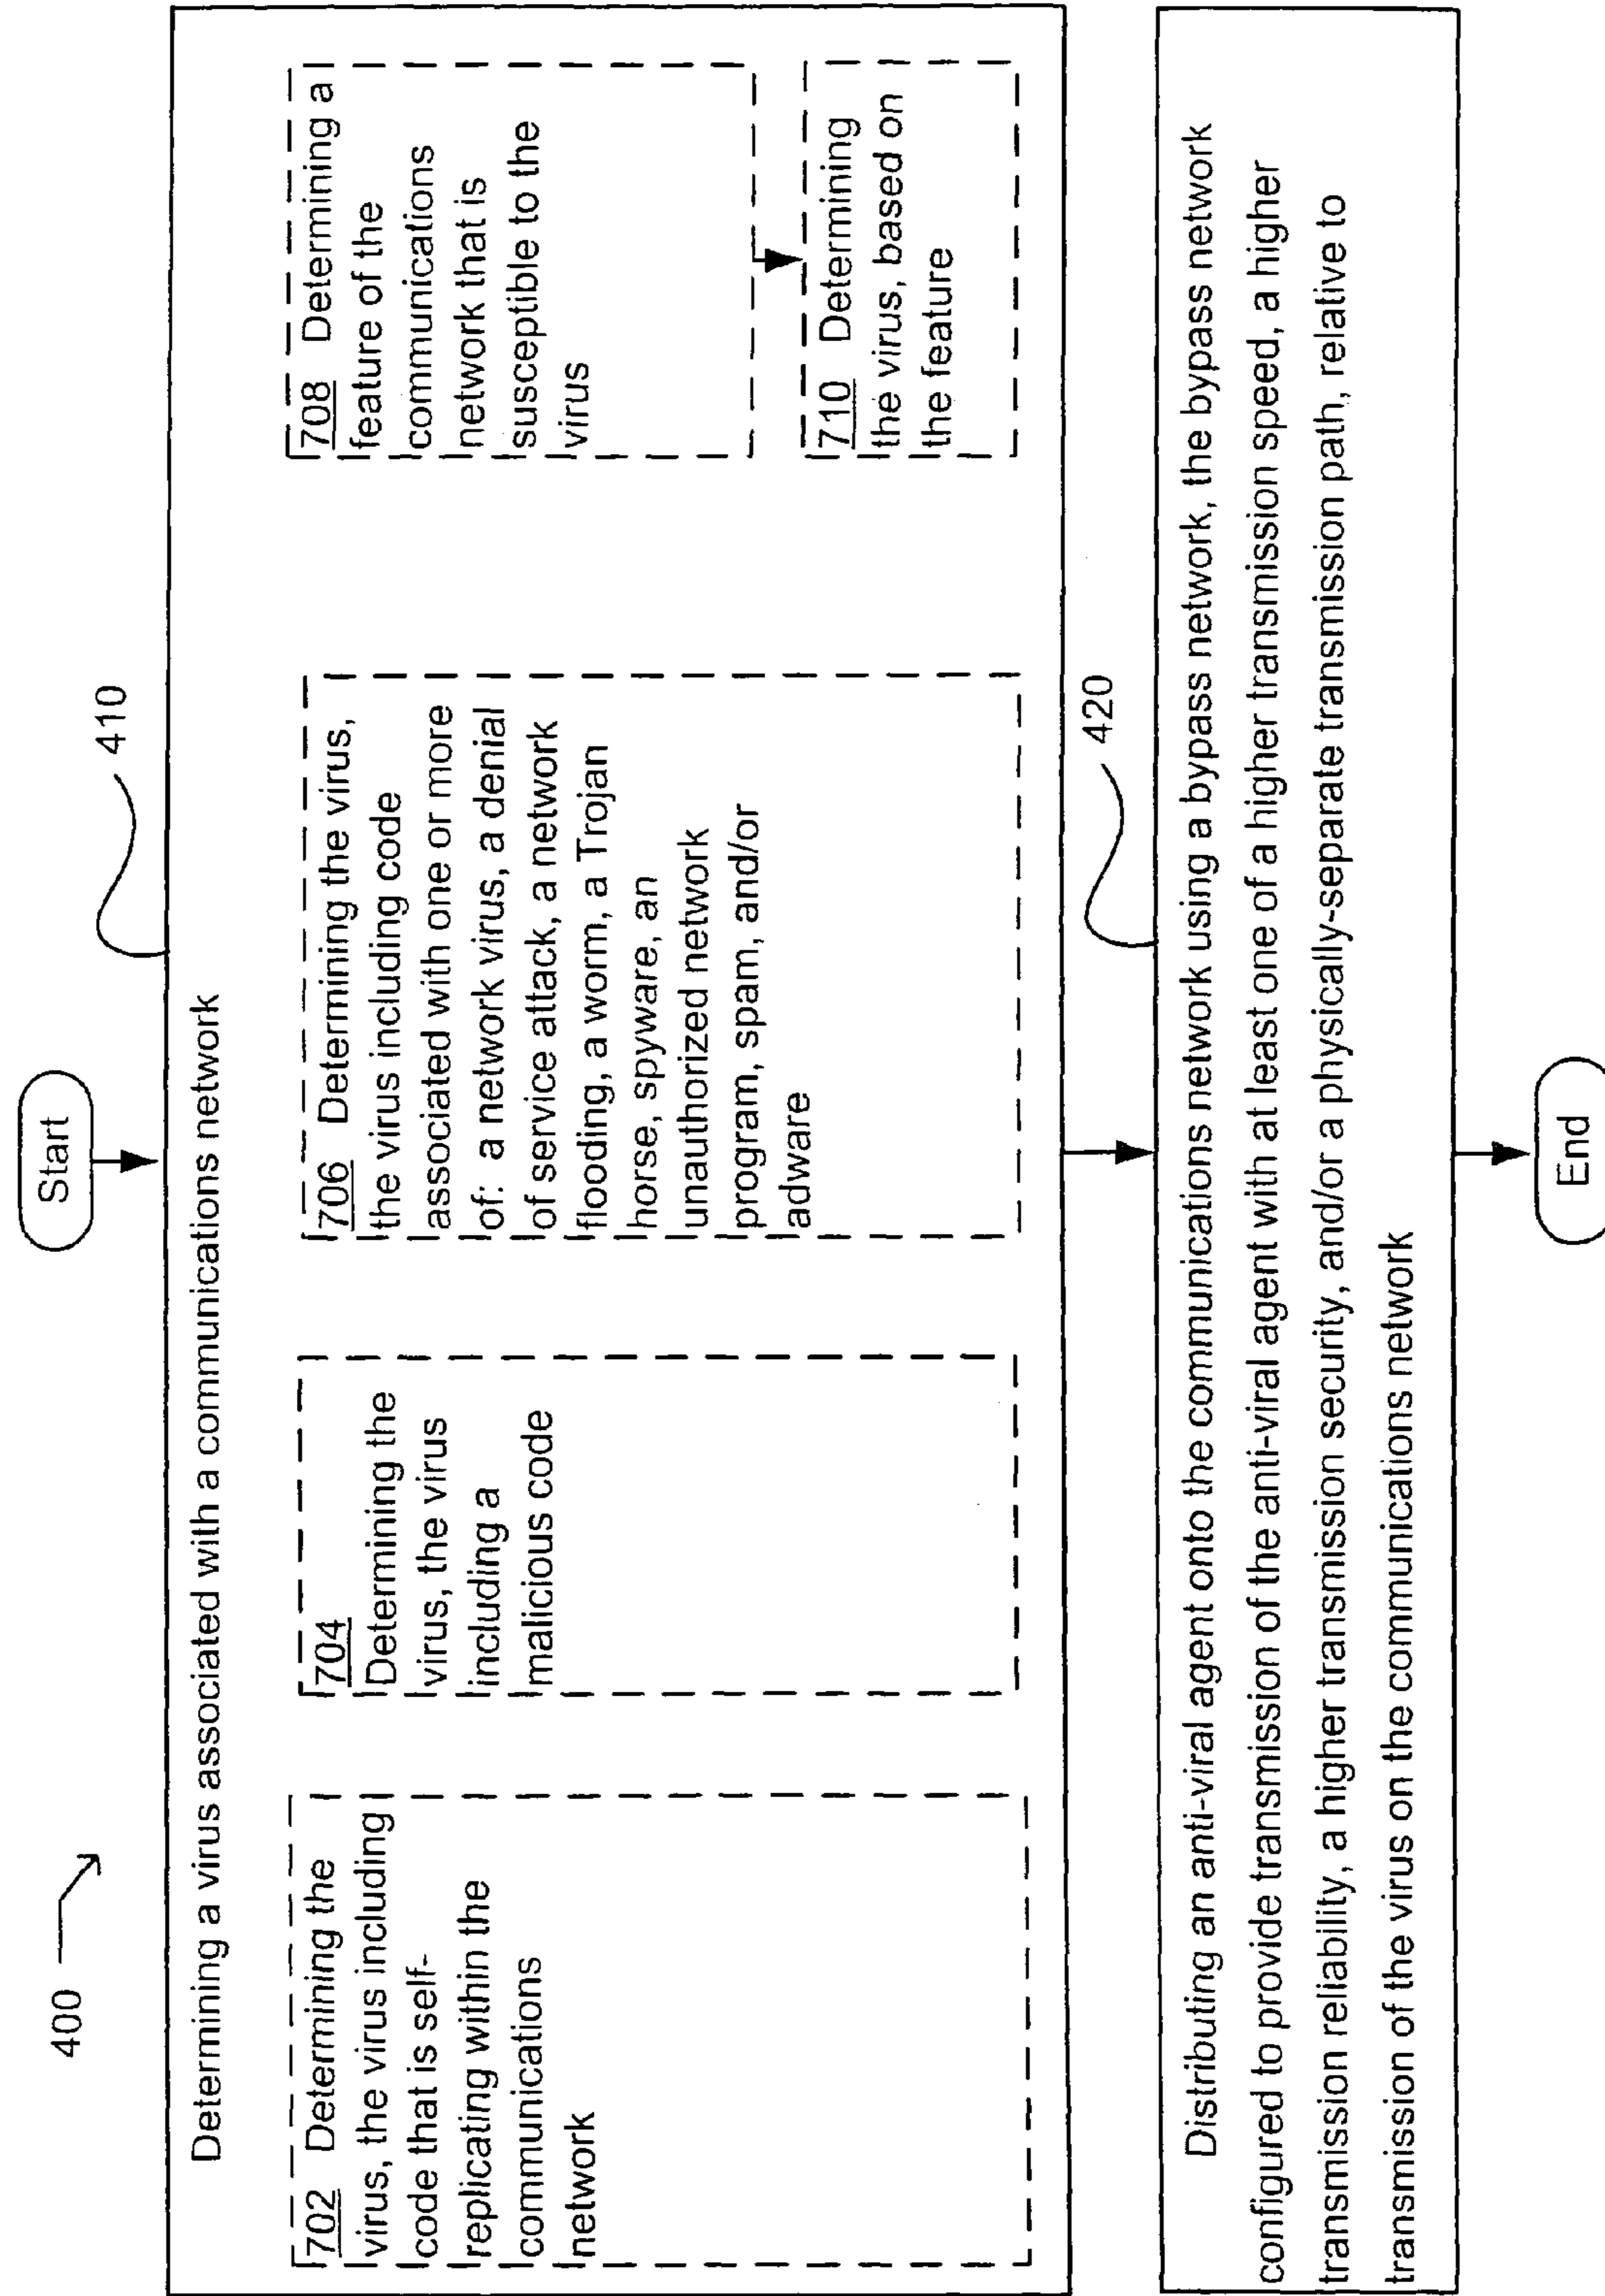 400
Start
410
Determining a virus associated with a communications network
702 Determining the
virus, the virus including
code that is self-
replicating within the
communications
network
704
Determining the
virus, the virus
including a
malicious code
706 Determining the virus,
the virus including code
associated with one or more
of: a network virus, a denial
of service attack, a network
flooding, a worm, a Trojan
horse, spyware, an
unauthorized network
program, spam, and/or
adware
708 Determining a
feature of the
communications
network that is
susceptible to the
virus
710 Determining
the virus, based on
the feature
420
Distributing an anti-viral agent onto the communications network using a bypass network, the bypass network
configured to provide transmission of the anti-viral agent with at least one of a higher transmission speed, a higher
transmission reliability, a higher transmission security, and/or a physically-separate transmission path, relative to
transmission of the virus on the communications network
End